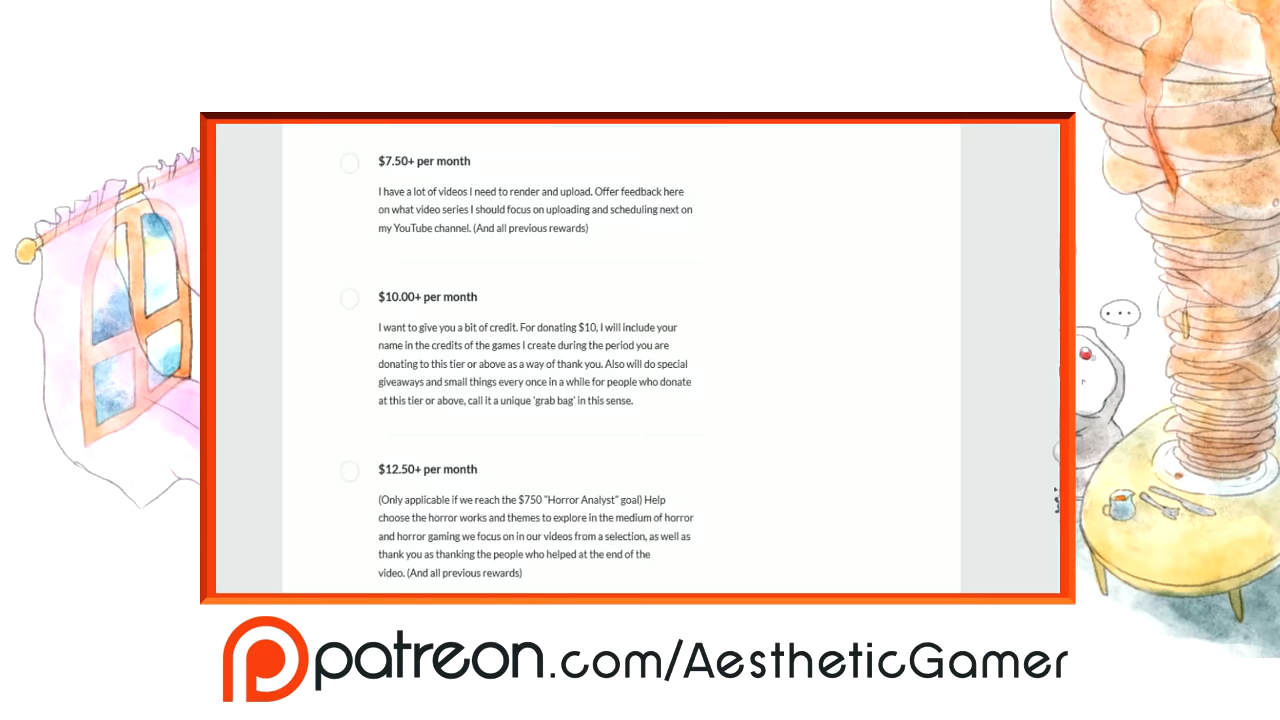 $7.50+ per month
I have a lot of videos I need to render and upload. Offer feedback here
on what video series I should focus on uploading and scheduling next on
my YouTube channel. (And all previous rewards)
$10.00+ per month
I want to give you a bit of credit. For donating $10, I will include your
name in the credits of the games I create during the period you are
donating to this tier or above as a way of thank you. Also will do special
giveaways and small things every once in a while for people who donate
at this tier or above, call it a unique 'grab bag' in this sense.
$12.50+ per month
(Only applicable if we reach the $750 "Horror Analyst" goal) Help
choose the horror works and themes to explore in the medium of horror
and horror gaming we focus on in our videos from a selection, as well as
thank you as thanking the people who helped at the end of the
video. (And all previous rewards)
patreon.com/AestheticGamer